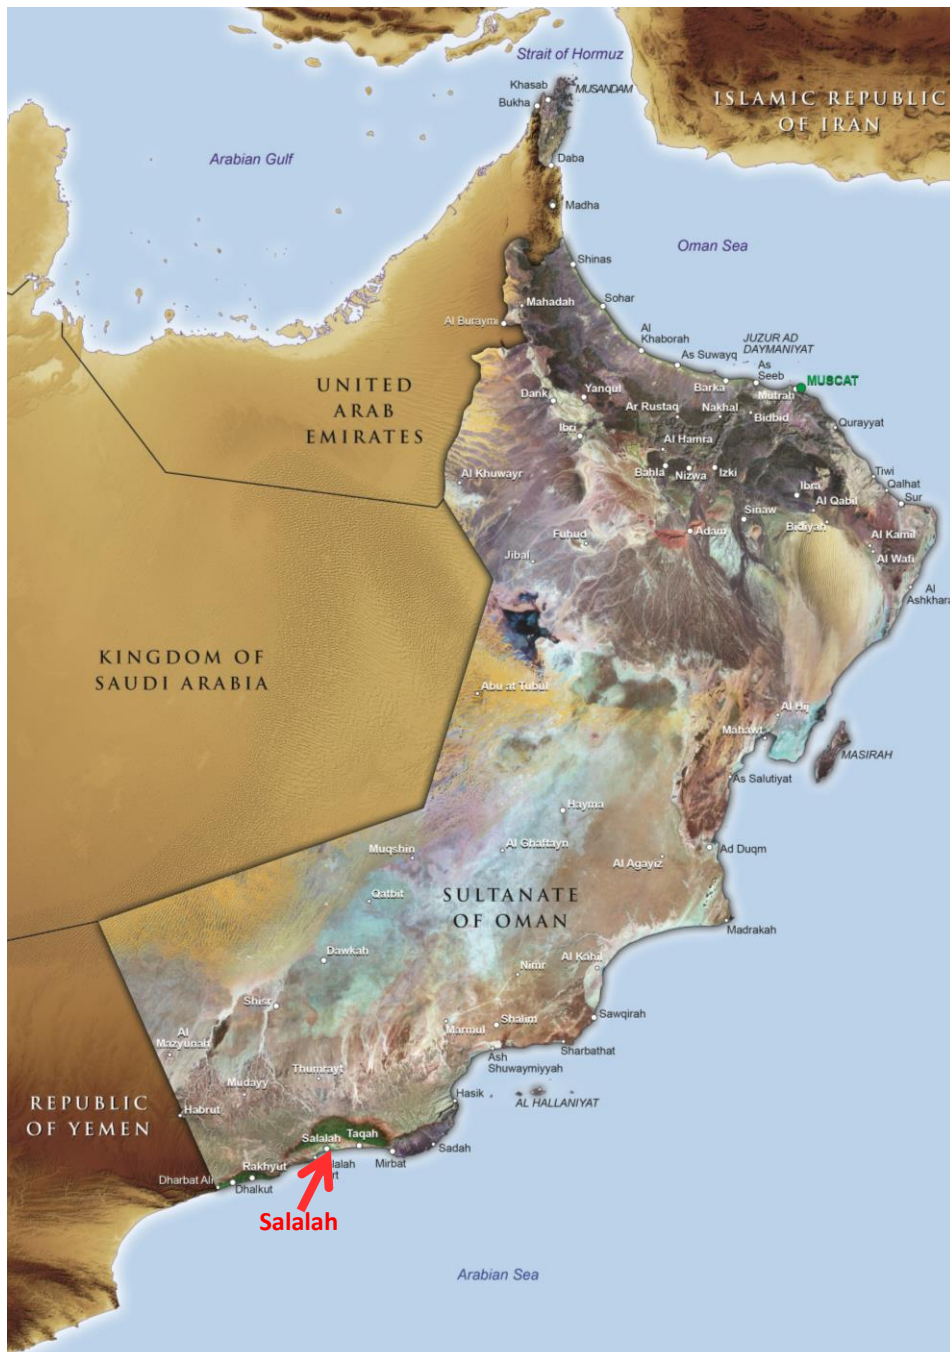 Strait of Hormuz
Khasab
MUSANDAM
Bukha
ISLAMIC REPUBLIC
OF IRAN
Arabian Gulf
Daba
Madha
Oman Sea
Shinas
Mahadah
Sohar
Al Buraymi
Al
Khaborah
JUZUR AD
DAYMANIYAT
As Suwayq
As
Seeb
MUSCAT
UNITED
ARAB
EMIRATES
Dank
Yanqul
Barka
Mutrah
Ar Rustaq
Nakhal
Bidbid
Qurayyat
Ibri
Al Hamra
Al Khuwayr
Bahla
Nizwa
Izki
Tiwi
Ibra
Qalhat
Al Qabil
Sur
Sinaw
Bidiyah
Fuhud
Adam
Al Kamil
Jibal
Al Wafi
Al
Ashkhara
KINGDOM OF
SAUDI ARABIA
Abu at Tubul
Al Hij
Mahawt
MASIRAH
As Salutiyat
Hayma
Muqshin
Al Ghaftayn
Al Agayiz
Ad Duqm
Qatbit
SULTANATE
OF OMAN
Madrakah
Dawkah
Nimr
Al Kahil
Shisr
Sawqirah
Marmul
Shalim
Al
Mazyunah
Ash
Shuwaymiyyah
Sharbathat
Thumrayt
Mudayy
Hasik
AL HALLANIYAT
REPUBLIC
OF YEMEN
Habrut
Salalah
Taqah
Sadah
Mirbat
Rakhyut
Dharbat Ali
Dhalkut
Salalah
Arabian Sea